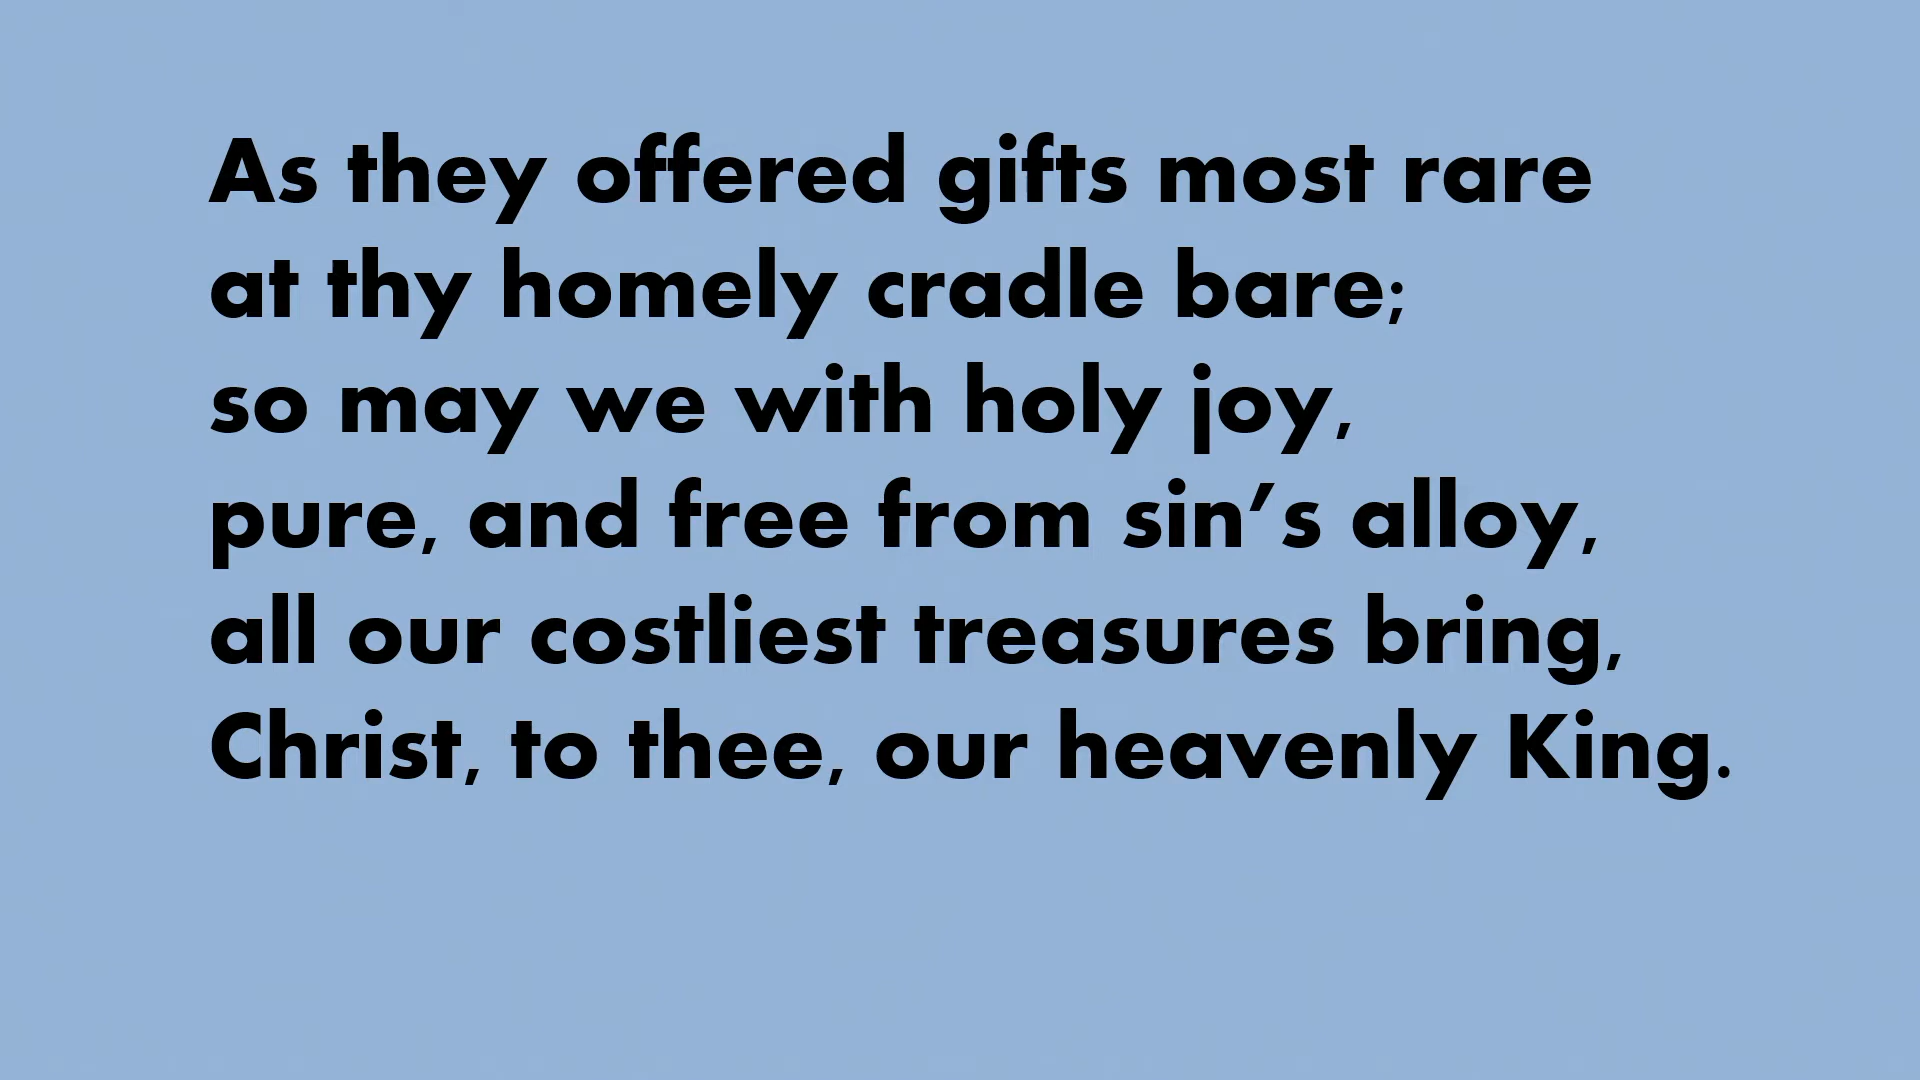 As they offered gifts most rare
at thy homely cradle bare;
so may we with holy joy,
pure, and free from sin’s alloy,
all our costliest treasures bring,
Christ, to thee, our heavenly King.